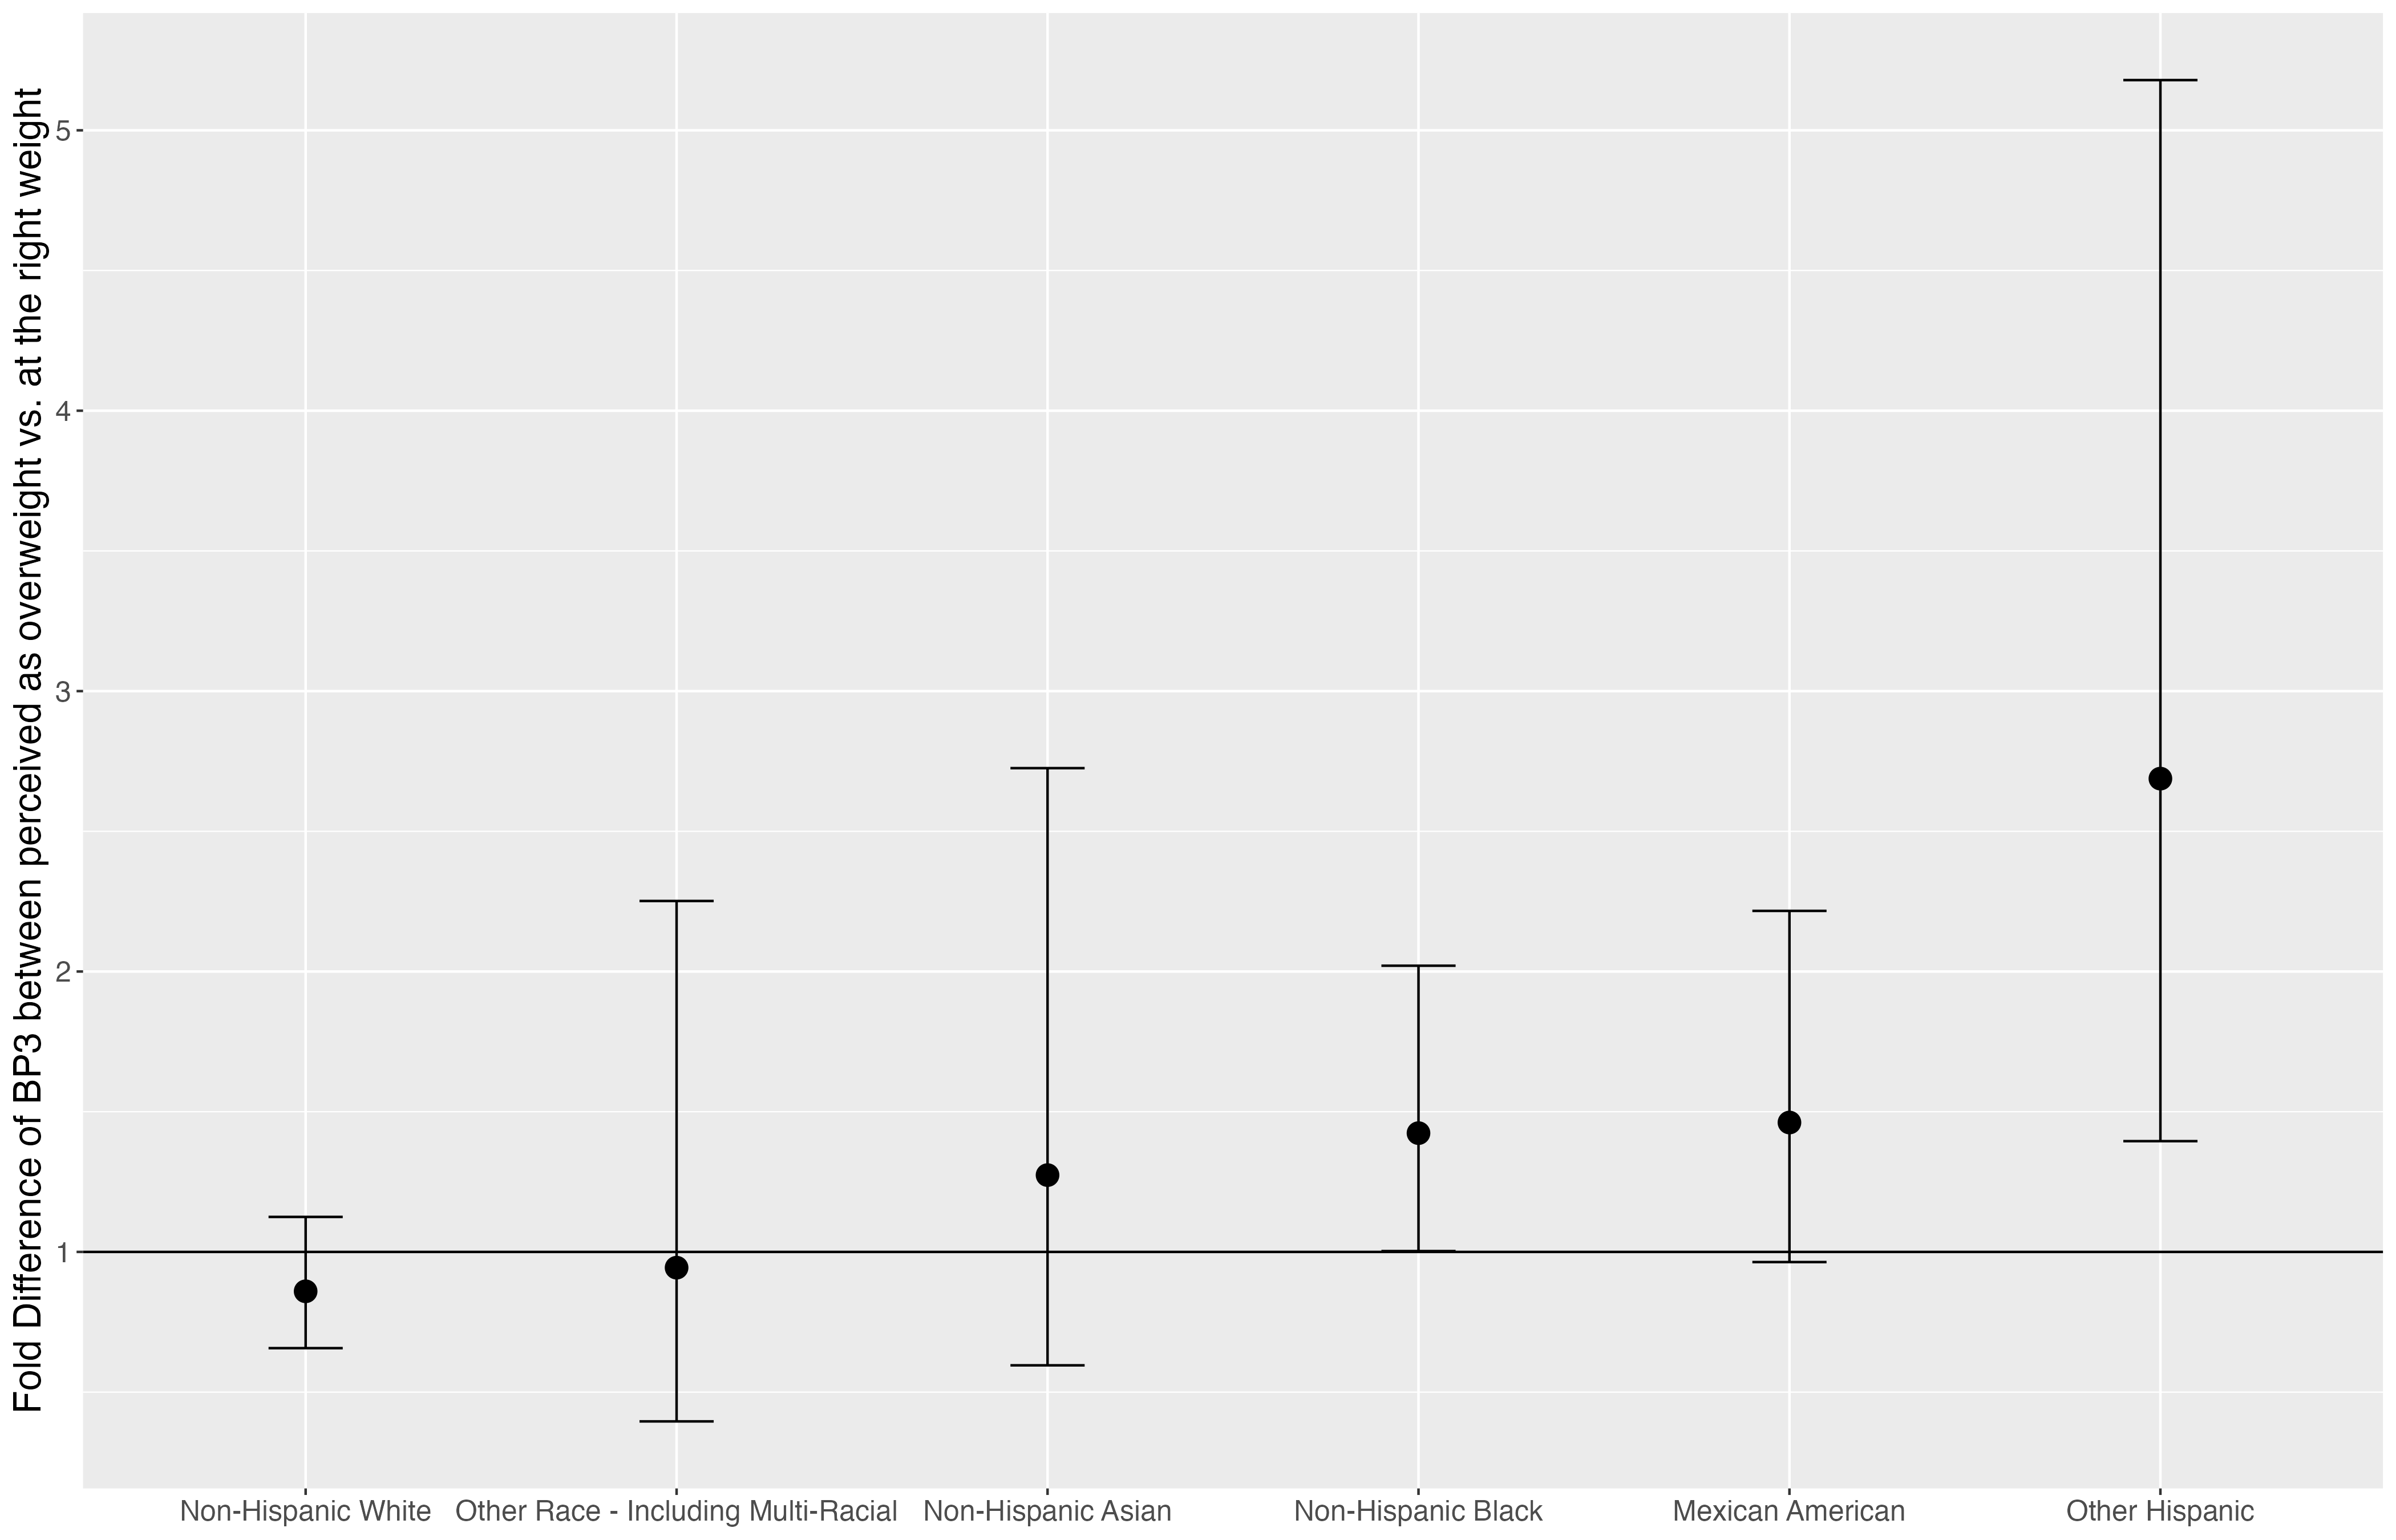 Fold Difference of BP3 between perceived as overweight vs. at the right weight
5
4
3
2
1
Non-Hispanic White
Other Race - Including Multi-Racial
Non-Hispanic Asian
Non-Hispanic Black
Mexican American
Other Hispanic